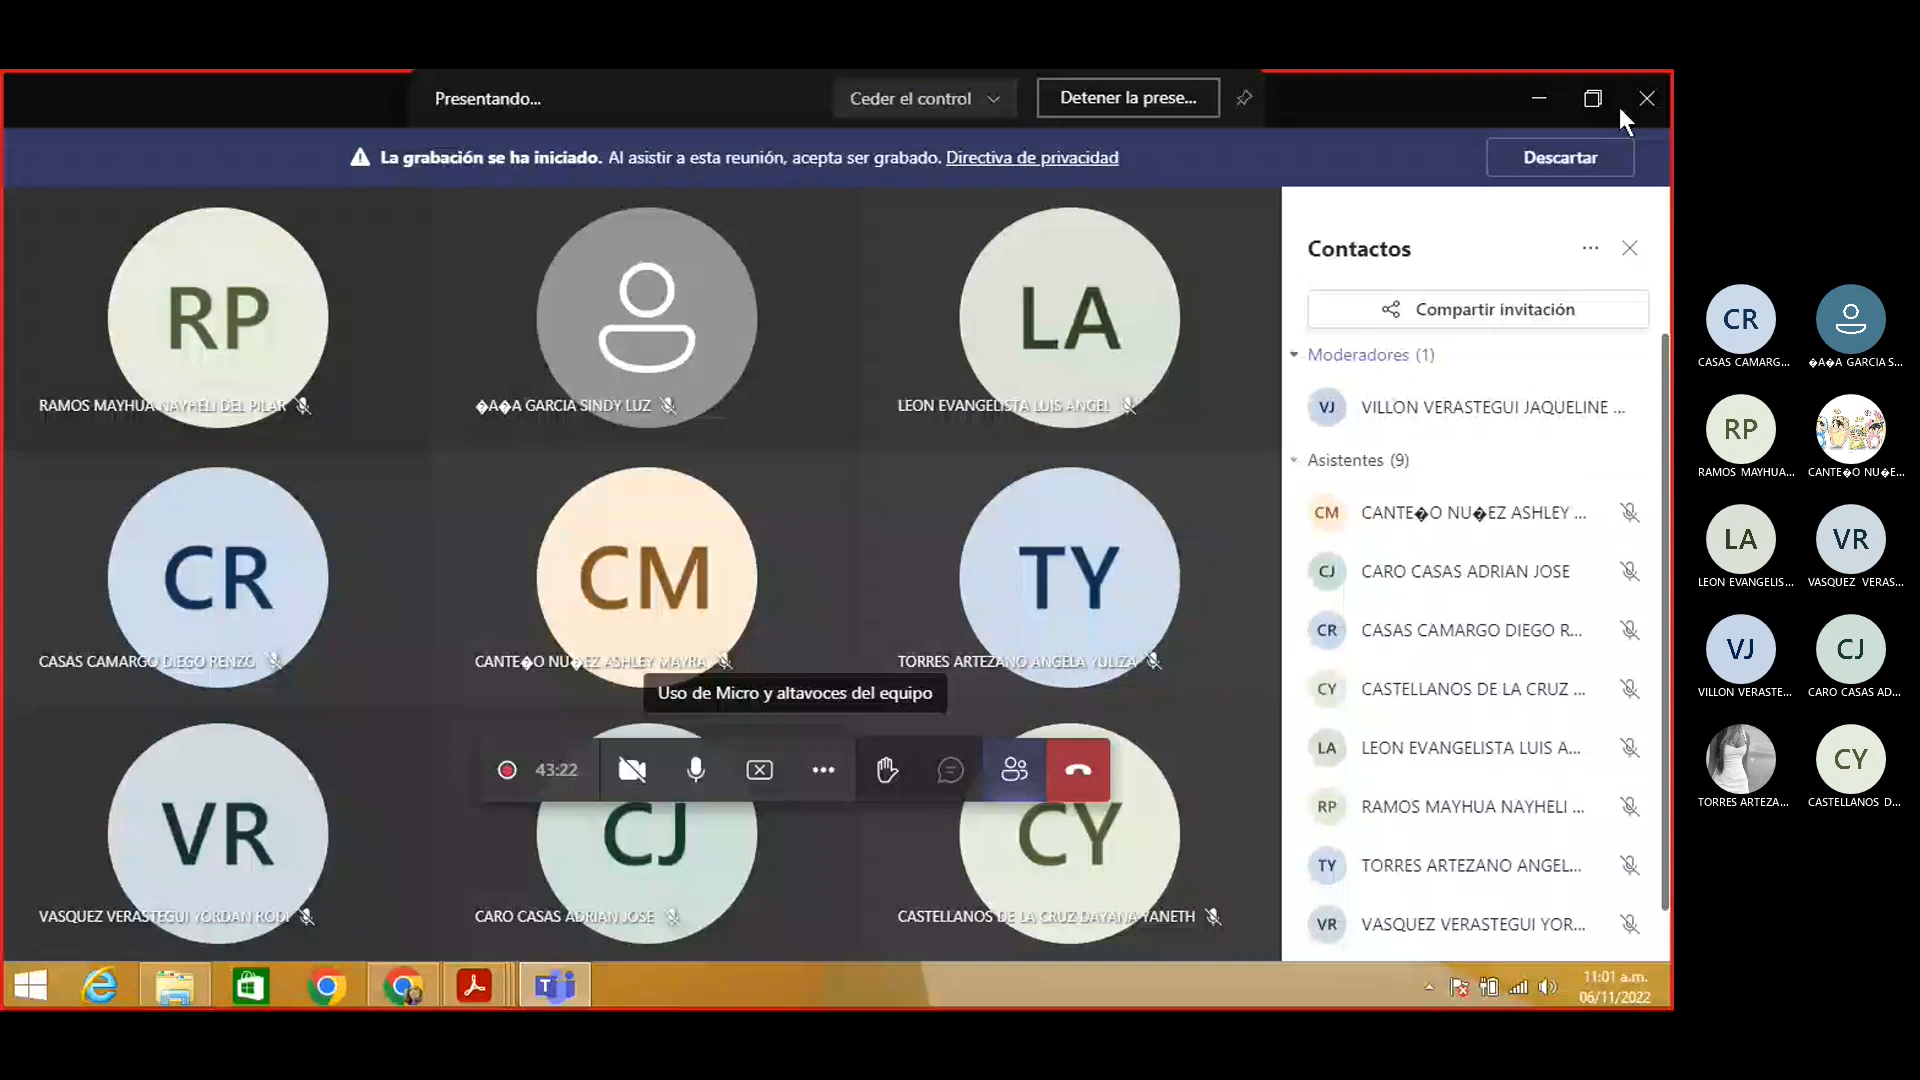 Presentando...
Ceder el control
Detener la prese...
La grabación se ha iniciado. Al asistir a esta reunión, acepta ser grabado. Directiva de privacidad
Descartar
RP
RAMOS MAYHUA NAYHELI DEL PILAR
�A�A GARCIA SINDY LUZ
LA
LEON EVANGELISTA LUIS ANGEL
CR
CASAS CAMARGO DIEGO RENZO
CM
CANTE�O NU�EZ ASHLEY MAYRA
TY
TORRES ARTEZANO ANGELA YULIZA
Uso de Micro y altavoces del equipo
43:22
VR
VASQUEZ VERASTEGUI YORDAN RODI
CJ
CARO CASAS ADRIAN JOSE
CY
CASTELLANOS DE LA CRUZ DAYANA YANETH
Contactos
Compartir invitación
Moderadores (1)
VJ VILLON VERASTEGUI JAQUELINE ...
Asistentes (9)
CM CANTE�O NU�EZ ASHLEY ...
CJ CARO CASAS ADRIAN JOSE
CR CASAS CAMARGO DIEGO R...
CY CASTELLANOS DE LA CRUZ ...
LA LEON EVANGELISTA LUIS A...
RP RAMOS MAYHUA NAYHELI ...
TY TORRES ARTEZANO ANGEL...
VR VASQUEZ VERASTEGUI YOR...
11:01 a.m.
06/11/2022
CR
CASAS CAMARG...
�A�A GARCIA S...
RP
RAMOS MAYHUA...
CANTE�O NU�E...
LA
LEON EVANGELIS...
VR
VASQUEZ VERAS...
VJ
VILLON VERASTE...
CJ
CARO CASAS AD...
TORRES ARTEZA...
CY
CASTELLANOS D...